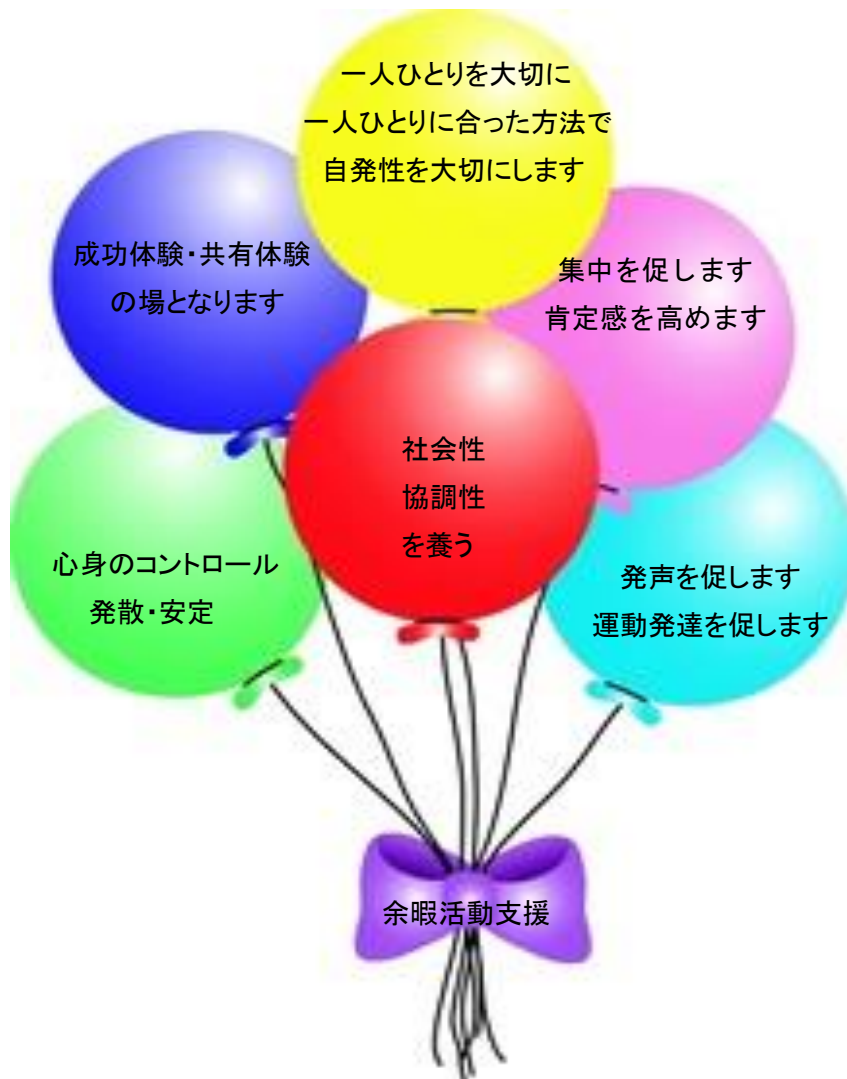 一人ひとりを大切に
一人ひとりに合った方法で
自発性を大切にします
成功体験・共有体験
の場となります
集中を促します
肯定感を高めます
社会性
協調性
を養う
心身のコントロール
発散・安定
発声を促します
運動発達を促します
余暇活動支援